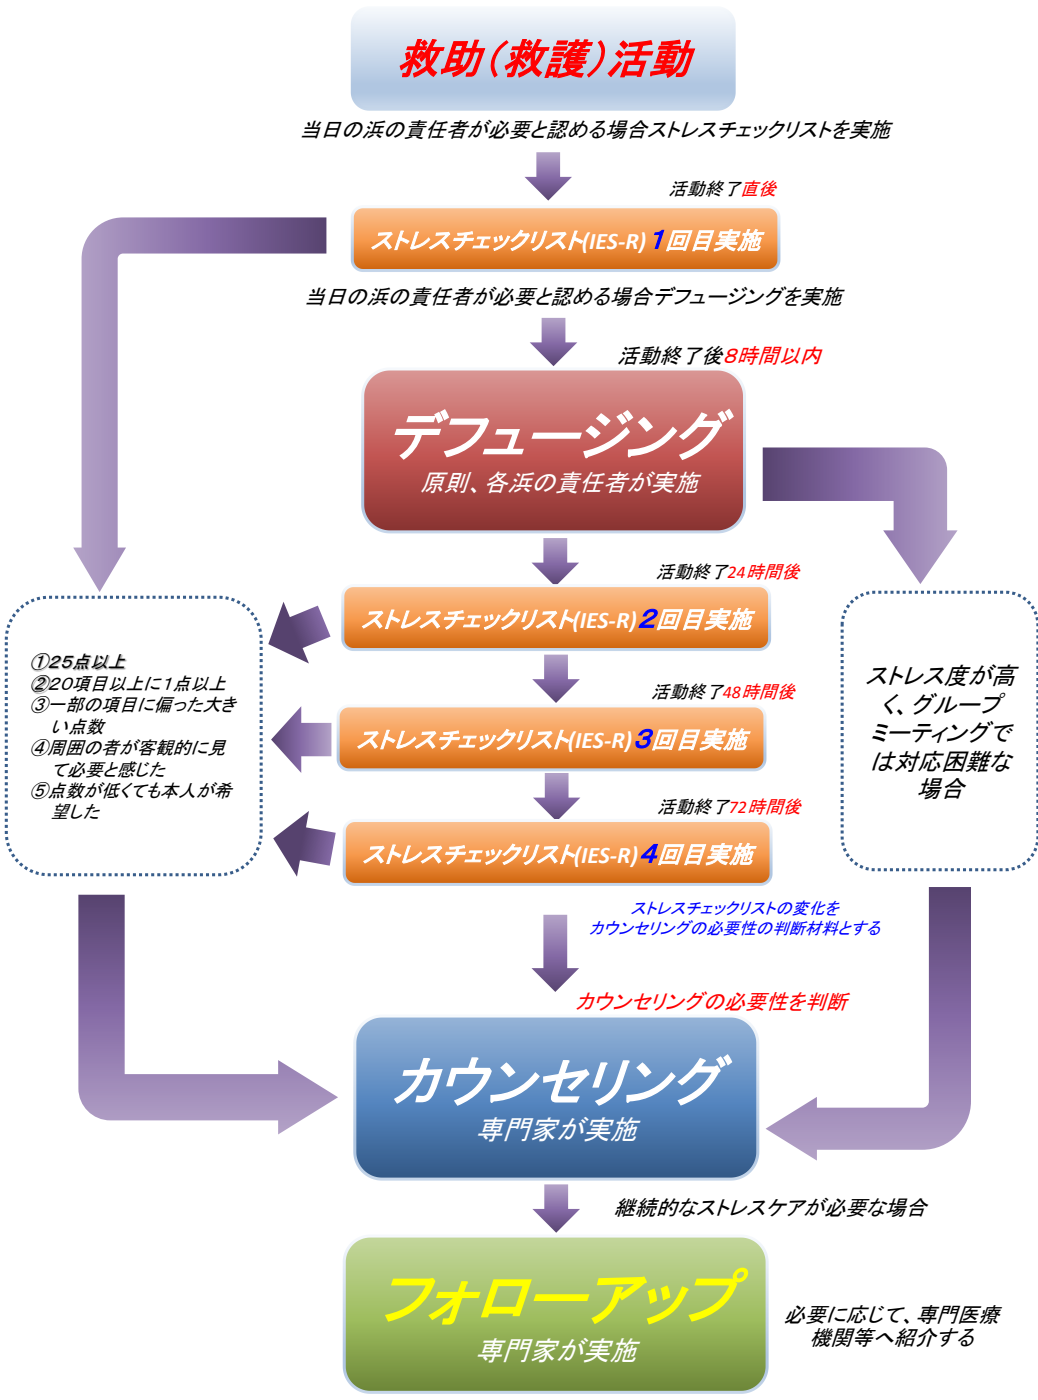 救助（救護）活動
当日の浜の責任者が必要と認める場合ストレスチェックリストを実施
活動終了直後
ストレスチェックリスト(IES-R)1回目実施
当日の浜の責任者が必要と認める場合デフュージングを実施
活動終了後８時間以内
デフュージング
原則、各浜の責任者が実施
活動終了24時間後
ストレスチェックリスト(IES-R)2回目実施
①25点以上
②20項目以上に1点以上
③一部の項目に偏った大き
い点数
④周囲の者が客観的に見
て必要と感じた
⑤点数が低くても本人が希
望した
ストレス度が高
く、グループ
ミーティングで
は対応困難な
場合
活動終了48時間後
ストレスチェックリスト(IES-R)3回目実施
活動終了72時間後
ストレスチェックリスト(IES-R)4回目実施
ストレスチェックリストの変化を
カウンセリングの必要性の判断材料とする
カウンセリングの必要性を判断
カウンセリング
専門家が実施
継続的なストレスケアが必要な場合
フォローアップ
専門家が実施
必要に応じて、専門医療
機関等へ紹介する